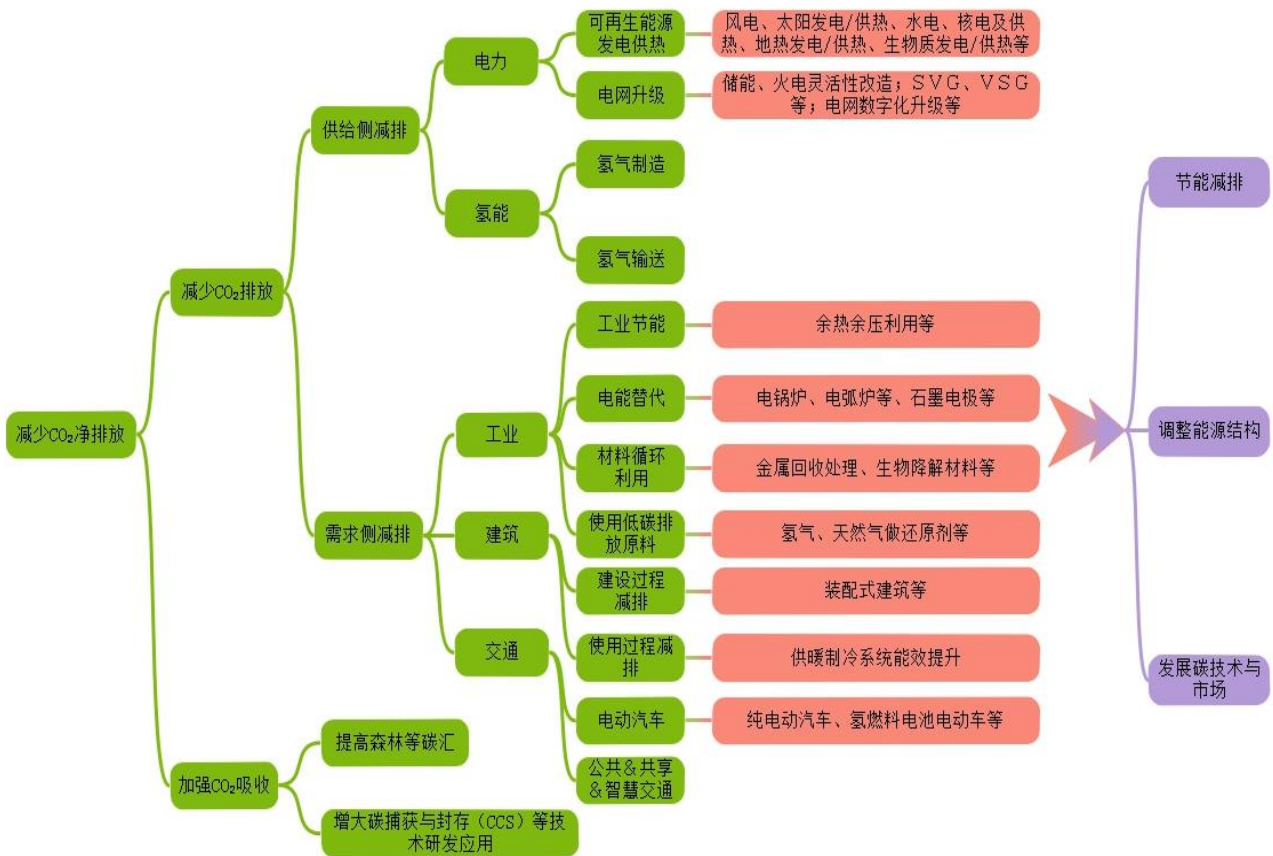 减少CO₂净排放
减少CO₂排放
供给侧减排
电力
可再生能源
发电供热
风电、太阳发电/供热、水电、核电及供
热、地热发电/供热、生物质发电/供热等
电网升级
储能、火电灵活性改造；SVG、VSG
等；电网数字化升级等
氢能
氢气制造
氢气输送
需求侧减排
工业
工业节能
余热余压利用等
电能替代
电锅炉、电弧炉等、石墨电极等
材料循环
利用
金属回收处理、生物降解材料等
使用低碳排
放原料
氢气、天然气做还原剂等
建筑
建设过程
减排
装配式建筑等
使用过程减
排
供暖制冷系统能效提升
交通
电动汽车
纯电动汽车、氢燃料电池电动车等
公共&共享
&智慧交通
加强CO₂吸收
提高森林等碳汇
增大碳捕获与封存（CCS）等技
术研发应用
节能减排
调整能源结构
发展碳技术与
市场